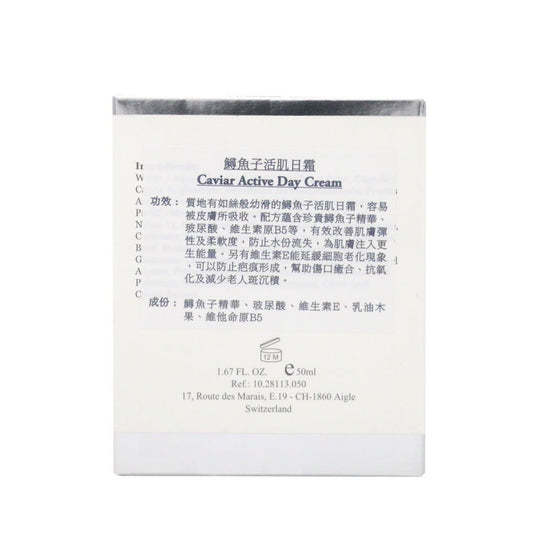 鱘魚子活肌日霜
Caviar Active Day Cream
功效：質地有如絲般幼滑的鱘魚子活肌日霜，容易
被皮膚所吸收。配方蘊含珍貴鱘魚子精華、
玻尿酸、維生素原B5等，有效改善肌膚彈
性及柔軟度，防止水份流失，為肌膚注入更
生能量。另有維生素E能延緩細胞老化現象
，可以防止疤痕形成，幫助傷口癒合、抗氧
化及減少老人斑沉積。
成份：鱘魚子精華、玻尿酸、維生素E、乳油木
果、維他命原B5
12 M
1.67 FL. OZ. e 50ml
Ref.: 10.28113.050
17, Route des Marais, E.19 - CH-1860 Aigle
Switzerland